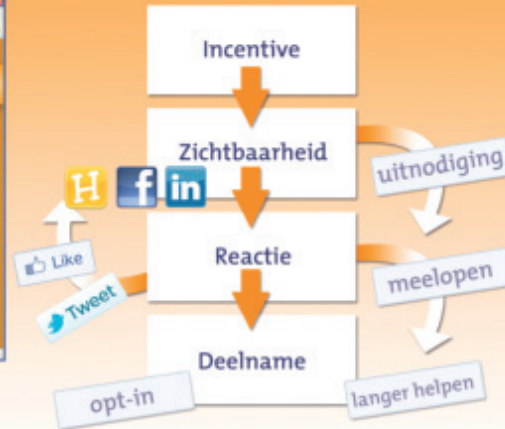 Incentive
Zichtbaarheid
uitnodiging
H f in
Reactie
Like
meelopen
Tweet
Deelname
opt-in
langer helpen